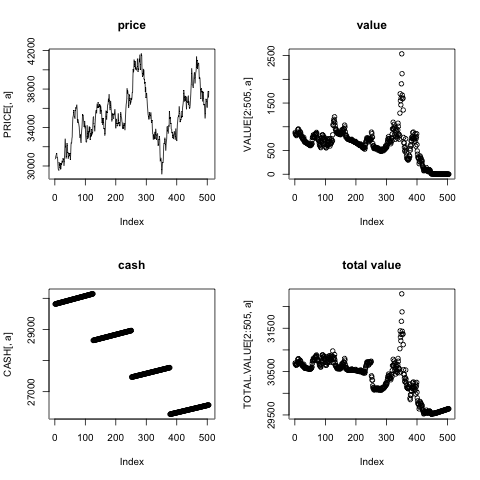 price
PRICE[, a]
30000 34000 38000 42000
0 100 200 300 400 500
Index
value
VALUE[2:505, a]
0 500 1500 2500
0 100 200 300 400 500
Index
cash
CASH[, a]
27000 29000
0 100 200 300 400 500
Index
total value
TOTAL.VALUE[2:505, a]
29500 30500 31500
0 100 200 300 400 500
Index